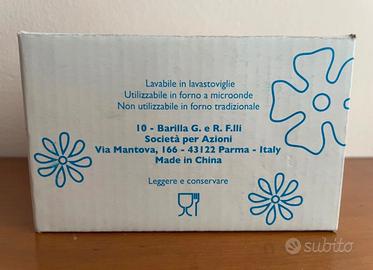 Lavabile in lavastoviglie
Utilizzabile in forno a microonde
Non utilizzabile in forno tradizionale
10 - Barilla G. e R. F.lli
Società per Azioni
Via Mantova, 166 - 43122 Parma - Italy
Made in China
Leggere e conservare
subito